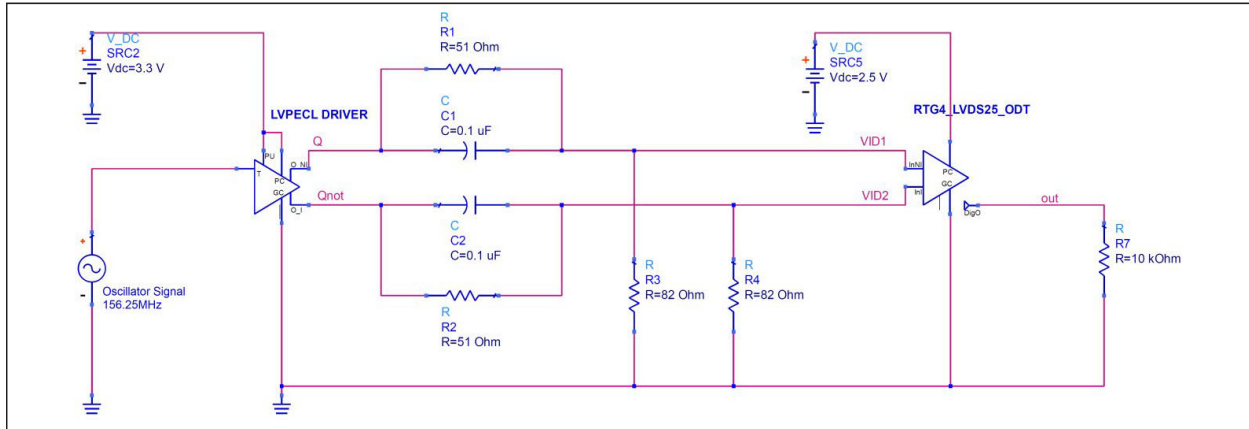 V_DC
SRC2
Vdc=3.3 V
R
R1
R=51 Ohm
V_DC
SRC5
Vdc=2.5 V
LVPECL DRIVER
RTG4_LVDS25_ODT
C
C1
C=0.1 uF
Q
VID1
PU
T
PC
GC
O_NI
O_I
Qnot
VID2
InNI
InI
PC
GC
DigO
out
C
C2
C=0.1 uF
R
R2
R=51 Ohm
R
R3
R=82 Ohm
R
R4
R=82 Ohm
R
R7
R=10 kOhm
Oscillator Signal
156.25MHz